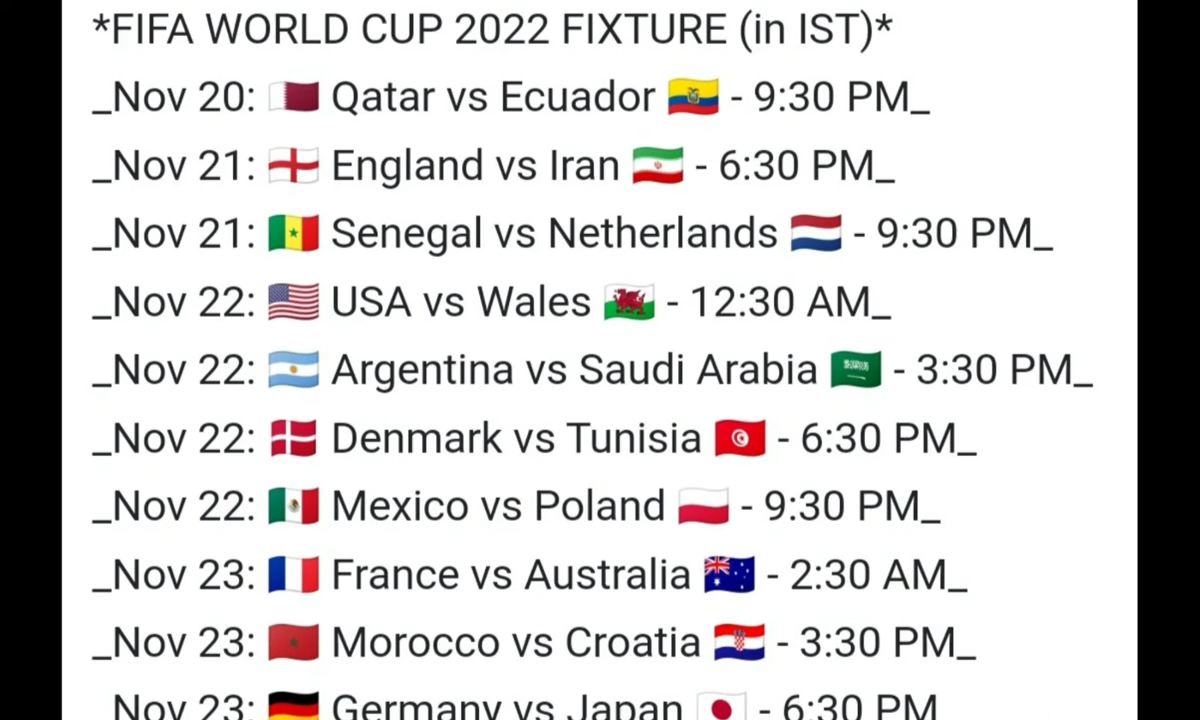 *FIFA WORLD CUP 2022 FIXTURE (in IST)*
_Nov 20: 🇶🇦 Qatar vs Ecuador 🇪🇨 - 9:30 PM_
_Nov 21: 🏴󠁧󠁢󠁥󠁮󠁧󠁿 England vs Iran 🇮🇷 - 6:30 PM_
_Nov 21: 🇸🇳 Senegal vs Netherlands 🇳🇱 - 9:30 PM_
_Nov 22: 🇺🇸 USA vs Wales 🏴󠁧󠁢󠁷󠁬󠁳󠁿 - 12:30 AM_
_Nov 22: 🇦🇷 Argentina vs Saudi Arabia 🇸🇦 - 3:30 PM_
_Nov 22: 🇩🇰 Denmark vs Tunisia 🇹🇳 - 6:30 PM_
_Nov 22: 🇲🇽 Mexico vs Poland 🇵🇱 - 9:30 PM_
_Nov 23: 🇫🇷 France vs Australia 🇦🇺 - 2:30 AM_
_Nov 23: 🇲🇦 Morocco vs Croatia 🇭🇷 - 3:30 PM_
Nov 23: 🇩🇪 Germany vs Japan 🇯🇵 - 6:30 PM